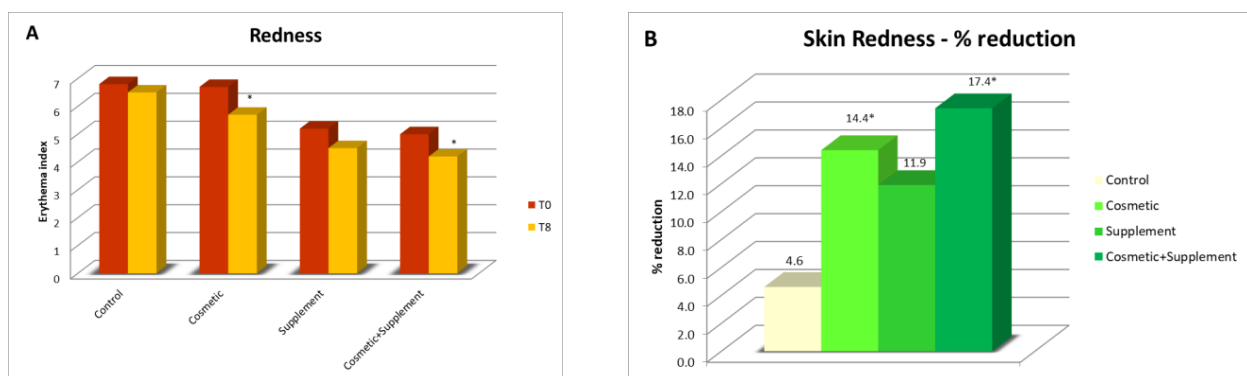 A
Redness
7
6
5
4
3
2
1
0
Erythema index
*
*
Control
Cosmetic
Supplement
Cosmetic+Supplement
T0
T8
B
Skin Redness - % reduction
18.0
16.0
14.0
12.0
10.0
8.0
6.0
4.0
2.0
0.0
% reduction
4.6
14.4*
11.9
17.4*
Control
Cosmetic
Supplement
Cosmetic+Supplement